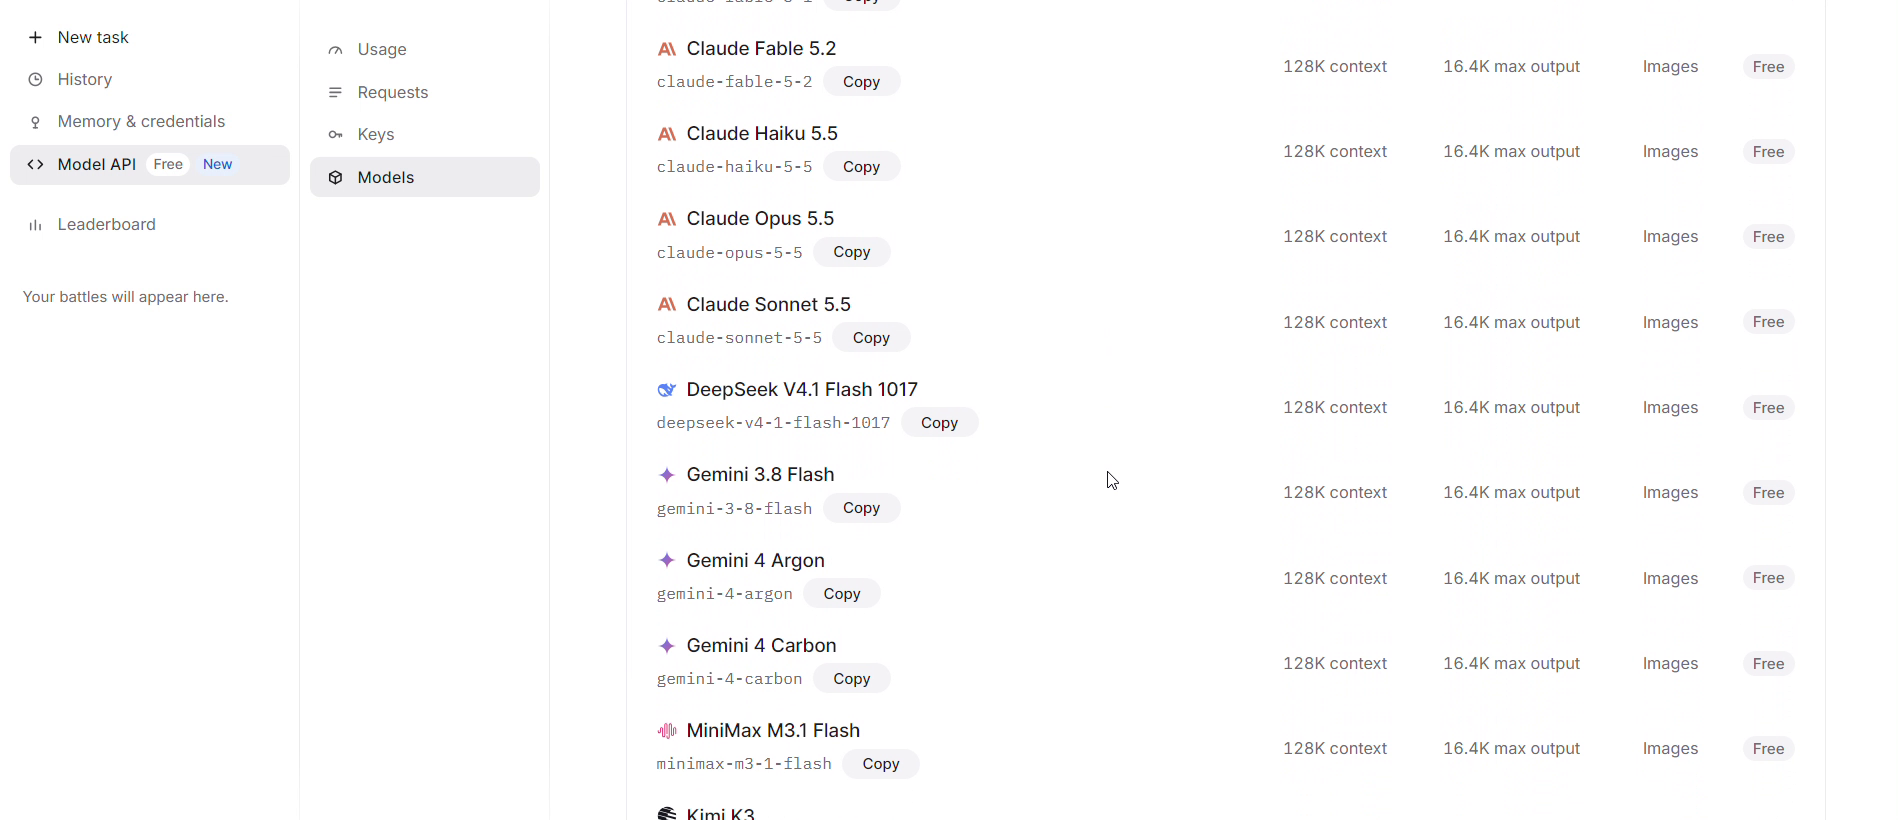 New task
History
Memory & credentials
Model API Free New
Leaderboard
Your battles will appear here.
Usage
Requests
Keys
Models
Claude Fable 5.2
claude-fable-5-2 Copy
128K context 16.4K max output Images Free
Claude Haiku 5.5
claude-haiku-5-5 Copy
128K context 16.4K max output Images Free
Claude Opus 5.5
claude-opus-5-5 Copy
128K context 16.4K max output Images Free
Claude Sonnet 5.5
claude-sonnet-5-5 Copy
128K context 16.4K max output Images Free
DeepSeek V4.1 Flash 1017
deepseek-v4-1-flash-1017 Copy
128K context 16.4K max output Images Free
Gemini 3.8 Flash
gemini-3-8-flash Copy
128K context 16.4K max output Images Free
Gemini 4 Argon
gemini-4-argon Copy
128K context 16.4K max output Images Free
Gemini 4 Carbon
gemini-4-carbon Copy
128K context 16.4K max output Images Free
MiniMax M3.1 Flash
minimax-m3-1-flash Copy
128K context 16.4K max output Images Free
Kimi K3